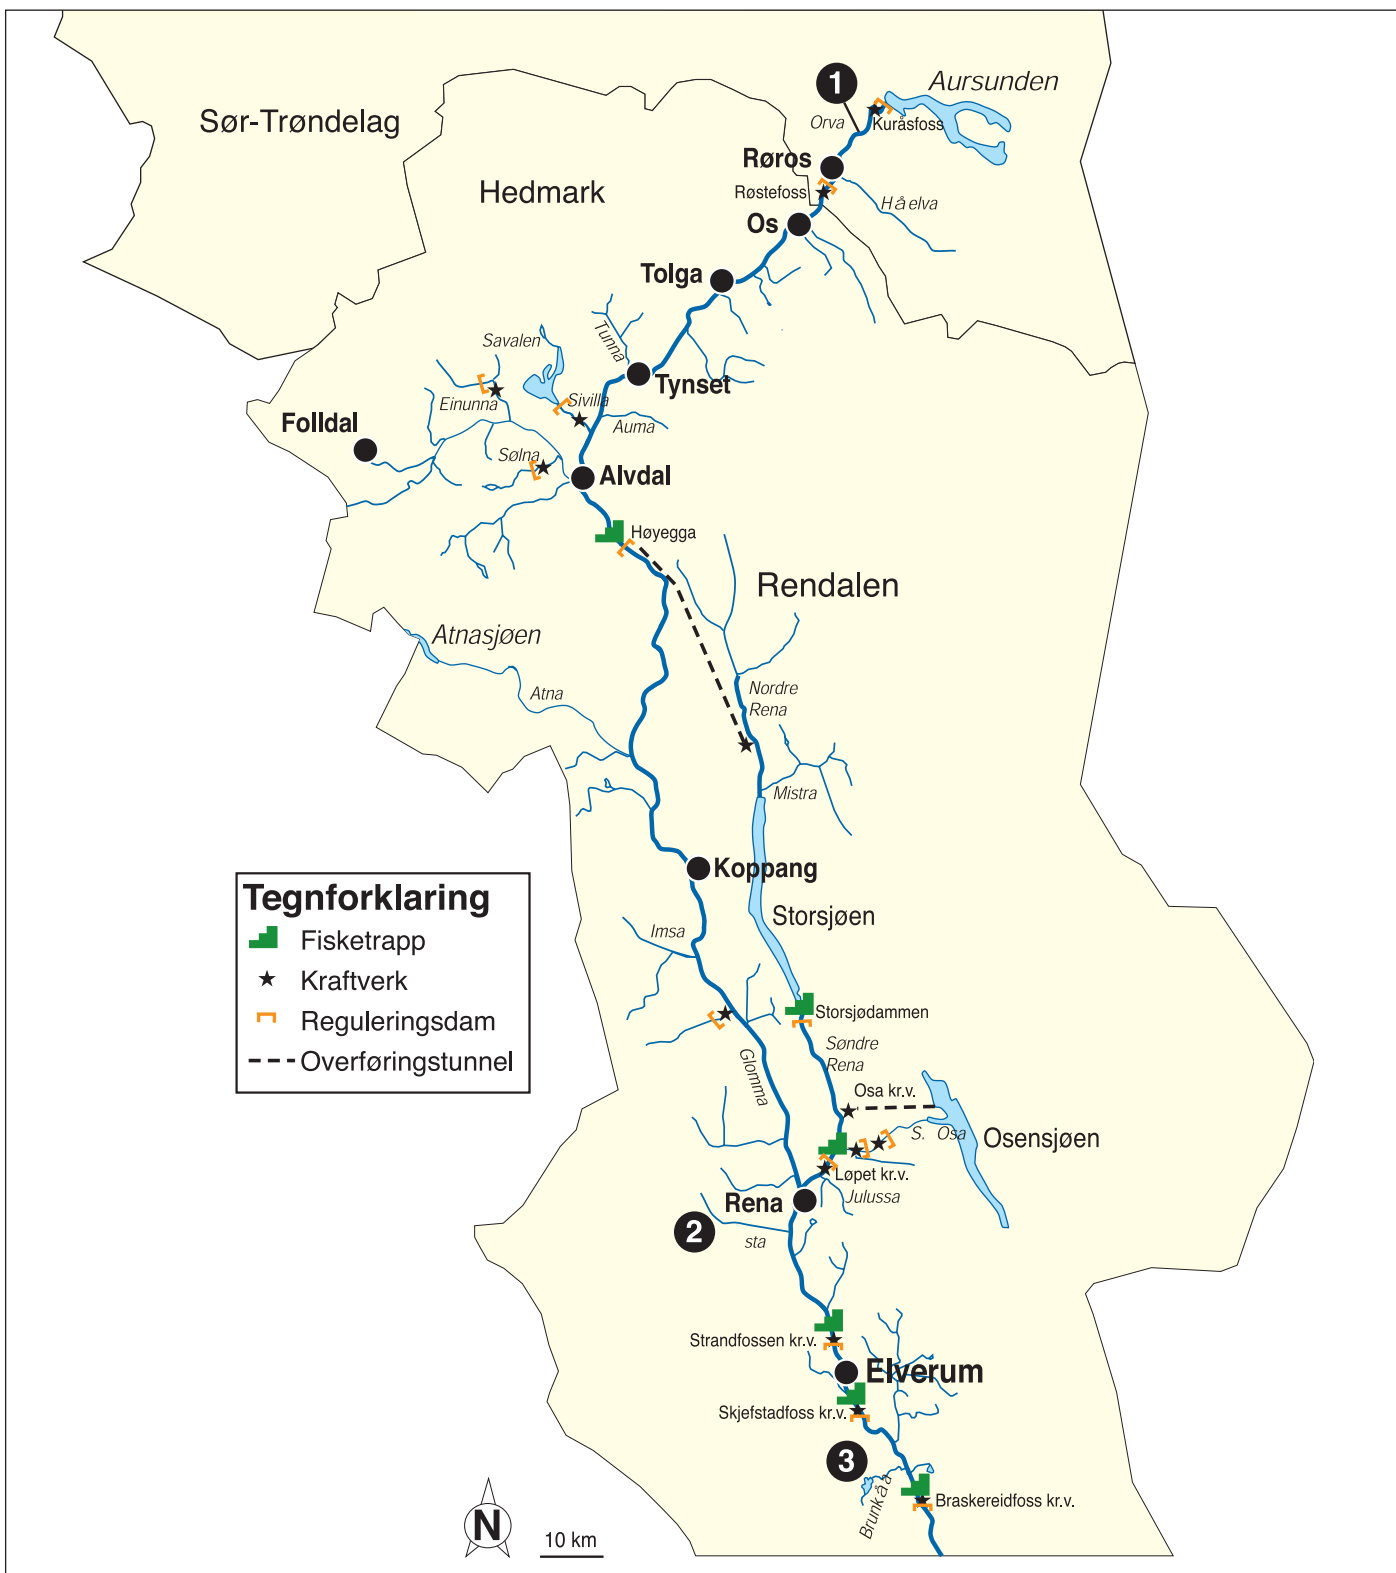 1
Aursunden
Sør-Trøndelag
Orva
Kuråsfoss
Røros
Hedmark
Røstefoss
Håelva
Os
Tolga
Tunna
Savalen
Tynset
Einunna
Sivilla
Folldal
Auma
Sølna
Alvdal
Høyegga
Rendalen
Atnasjøen
Atna
Nordre
Rena
Mistra
Koppang
Tegnforklaring
Fisketrapp
Kraftverk
Reguleringsdam
Overføringstunnel
Storsjøen
Imsa
Storsjødammen
Søndre
Rena
Glomma
Osa kr.v.
S. Osa
Osensjøen
Løpet kr.v.
Julussa
Rena
2
sta
Strandfossen kr.v.
Elverum
Skjefstadfoss kr.v.
3
Brunkåa
Braskereidfoss kr.v.
N
10 km